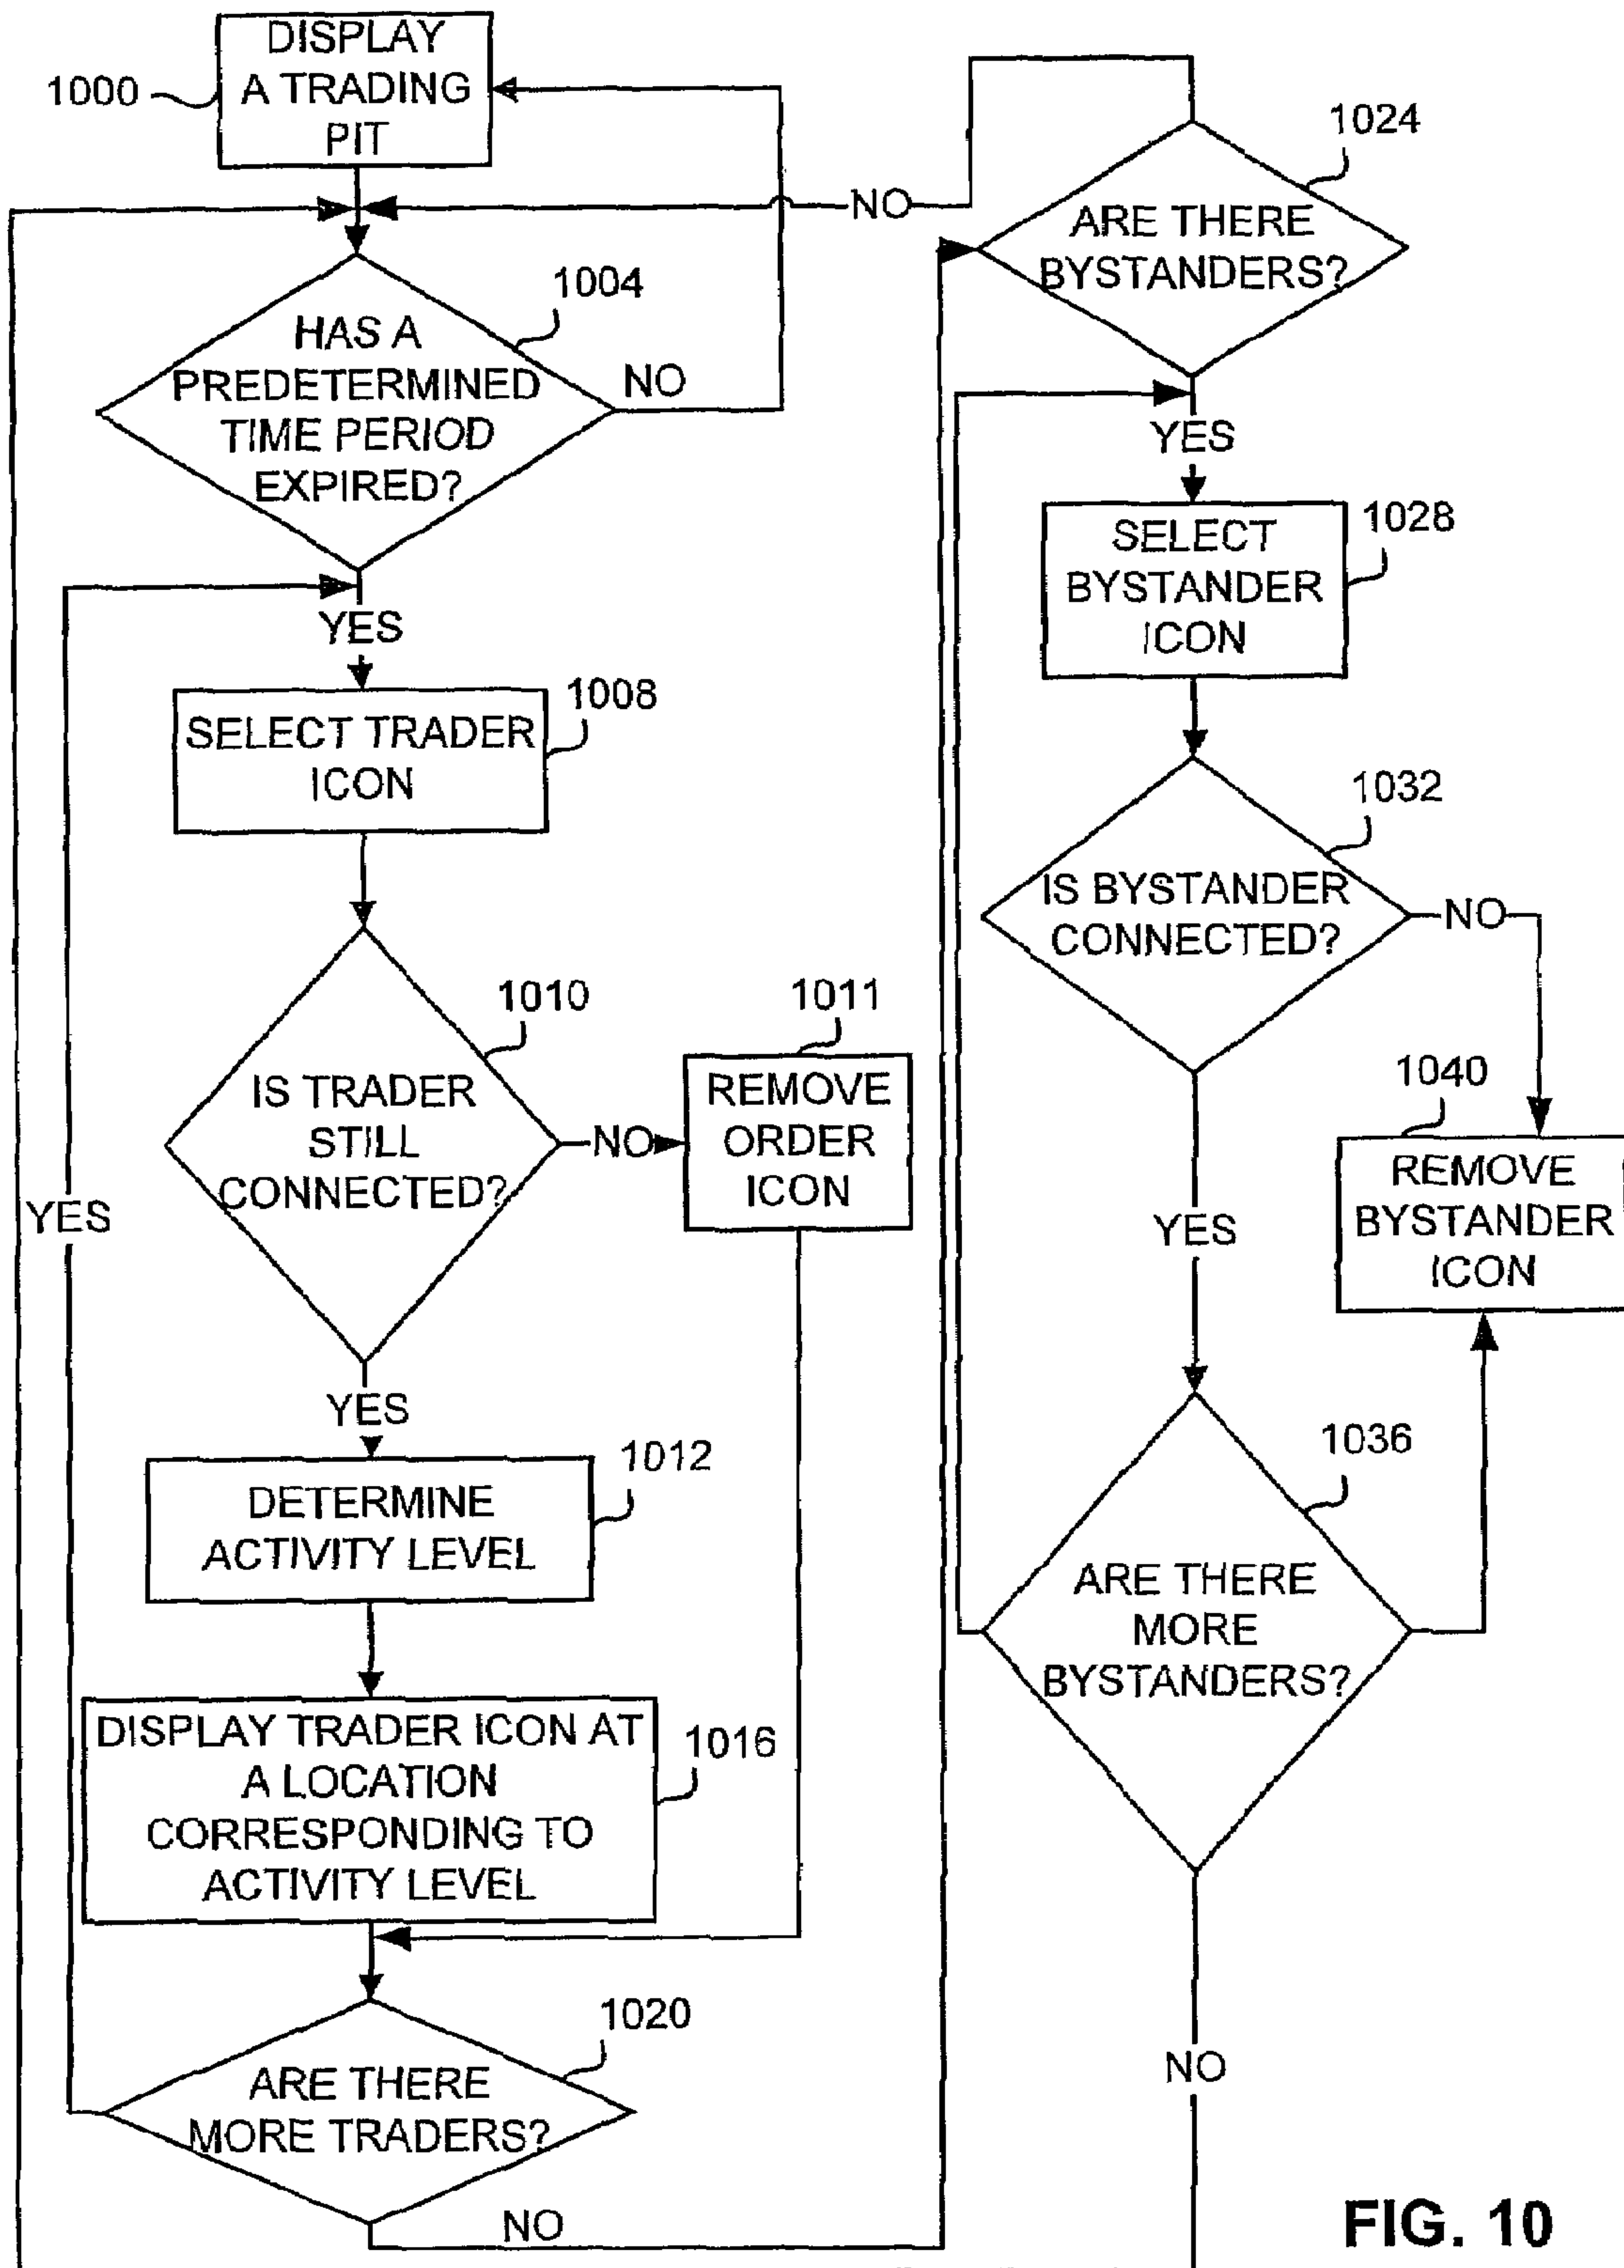 DISPLAY
A TRADING
PIT
1000
HAS A
PREDETERMINED
TIME PERIOD
EXPIRED?
1004
NO
YES
SELECT TRADER
ICON
1008
IS TRADER
STILL
CONNECTED?
1010
NO
REMOVE
ORDER
ICON
1011
YES
YES
DETERMINE
ACTIVITY LEVEL
1012
DISPLAY TRADER ICON AT
A LOCATION
CORRESPONDING TO
ACTIVITY LEVEL
1016
ARE THERE
MORE TRADERS?
1020
NO
ARE THERE
BYSTANDERS?
1024
NO
YES
SELECT
BYSTANDER
ICON
1028
IS BYSTANDER
CONNECTED?
1032
NO
YES
REMOVE
BYSTANDER
ICON
1040
ARE THERE
MORE
BYSTANDERS?
1036
NO
FIG. 10